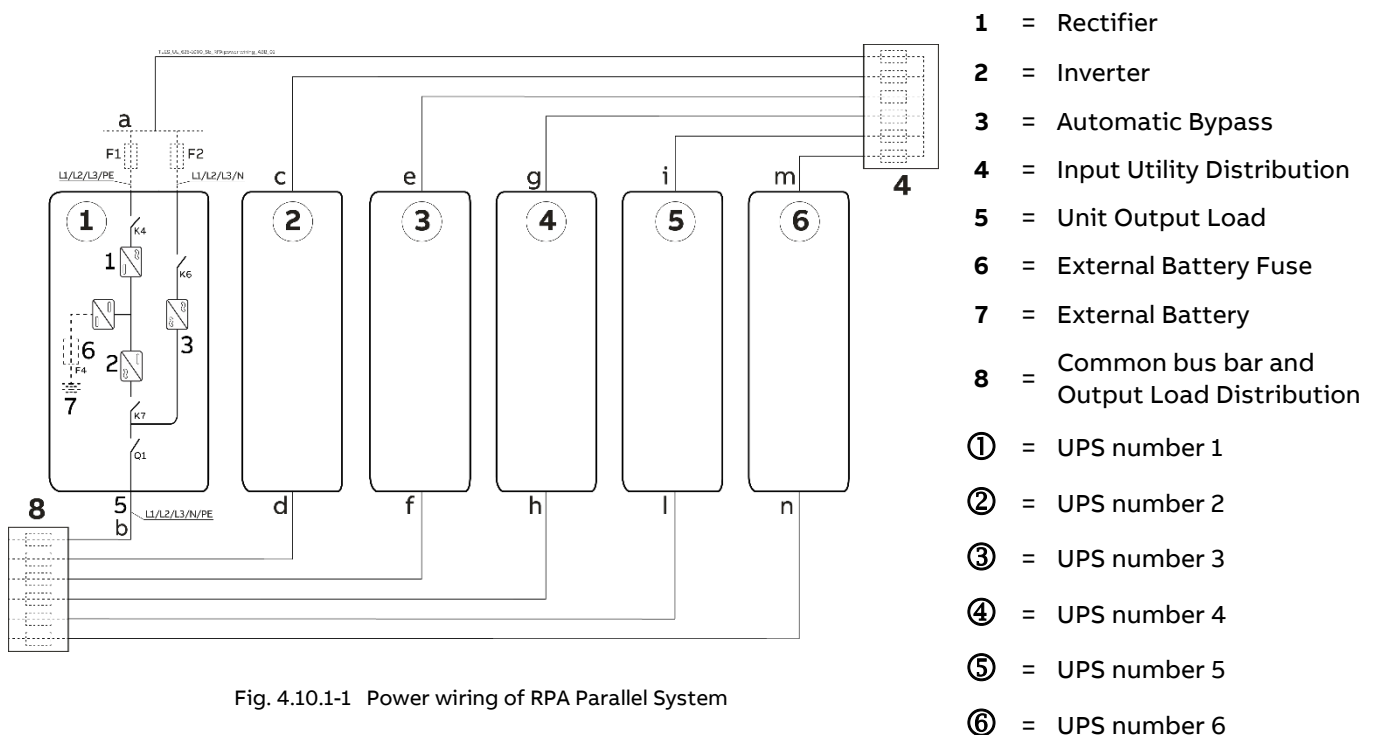 a
F1
F2
L1/L2/L3/PE
L1/L2/L3/N
c
e
g
i
m
4
1
2
3
4
5
6
K4
1
K6
3
6
F4
2
7
K7
Q1
8
5
L1/L2/L3/N/PE
b
d
f
h
l
n
Fig. 4.10.1-1 Power wiring of RPA Parallel System
1 = Rectifier
2 = Inverter
3 = Automatic Bypass
4 = Input Utility Distribution
5 = Unit Output Load
6 = External Battery Fuse
7 = External Battery
8 = Common bus bar and
Output Load Distribution
① = UPS number 1
② = UPS number 2
③ = UPS number 3
④ = UPS number 4
⑤ = UPS number 5
⑥ = UPS number 6